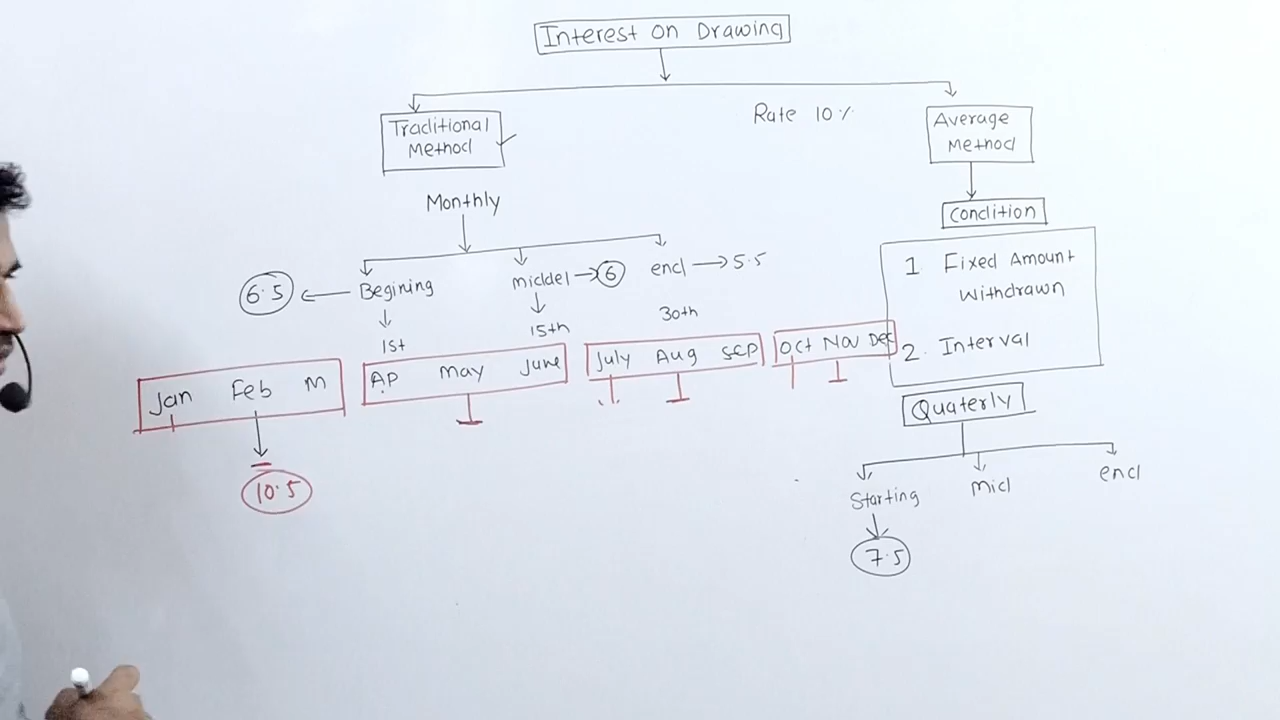 Interest on Drawing
Traditional
Method
Rate 10%
Average
Method
Monthly
Condition
6.5
Begining
middel
6
end
5.5
1st
15th
30th
1 Fixed Amount
Withdrawn
2. Interval
Jan Feb M
AP may June
July Aug SEP
Oct Nov Dec
Quaterly
10.5
Starting
Mid
end
7.5